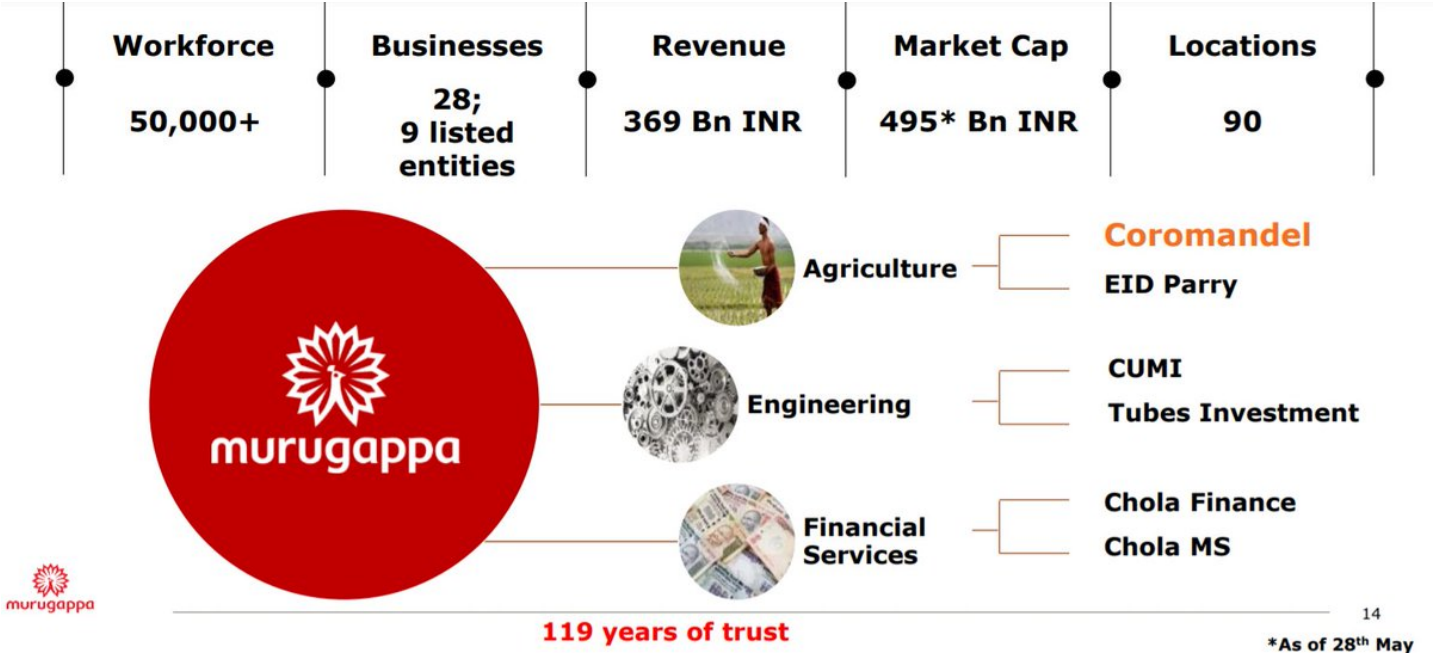 Workforce
Businesses
Revenue
Market Cap
Locations
50,000+
28;
9 listed
entities
369 Bn INR
495* Bn INR
90
murugappa
Agriculture
Coromandel
EID Parry
Engineering
CUMI
Tubes Investment
Financial
Services
Chola Finance
Chola MS
murugappa
119 years of trust
14
*As of 28th May